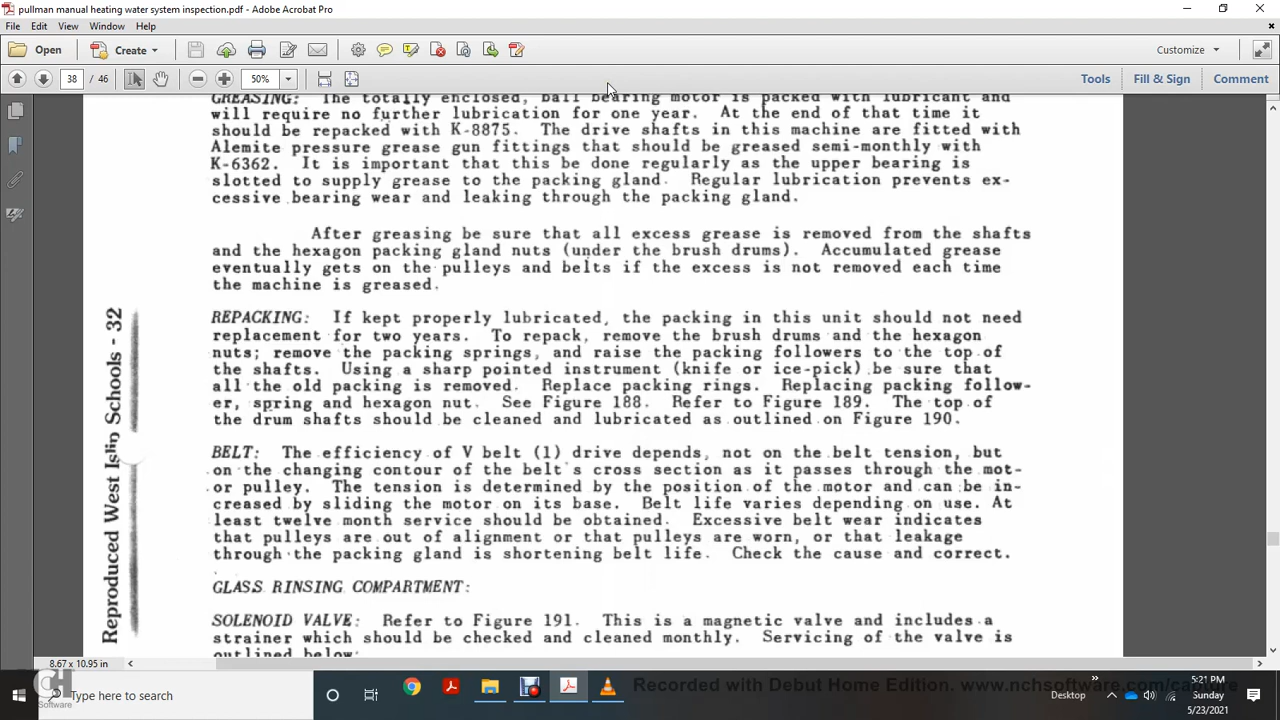 pullman manual heating water system inspection.pdf - Adobe Acrobat Pro
File Edit View Window Help
Open Create Customize
38 / 46 50% Tools Fill & Sign Comment
GREASING: The totally enclosed, ball bearing motor is packed with lubricant and
will require no further lubrication for one year. At the end of that time it
should be repacked with K-8875. The drive shafts in this machine are fitted with
Alemite pressure grease gun fittings that should be greased semi-monthly with
K-6362. It is important that this be done regularly as the upper bearing is
slotted to supply grease to the packing gland. Regular lubrication prevents ex-
cessive bearing wear and leaking through the packing gland.
After greasing be sure that all excess grease is removed from the shafts
and the hexagon packing gland nuts (under the brush drums). Accumulated grease
eventually gets on the pulleys and belts if the excess is not removed each time
the machine is greased.
REPACKING: If kept properly lubricated, the packing in this unit should not need
replacement for two years. To repack, remove the brush drums and the hexagon
nuts; remove the packing springs, and raise the packing followers to the top of
the shafts. Using a sharp pointed instrument (knife or ice-pick) be sure that
all the old packing is removed. Replace packing rings. Replacing packing follow-
er, spring and hexagon nut. See Figure 188. Refer to Figure 189. The top of
the drum shafts should be cleaned and lubricated as outlined on Figure 190.
BELT: The efficiency of V belt (1) drive depends, not on the belt tension, but
on the changing contour of the belt's cross section as it passes through the mot-
or pulley. The tension is determined by the position of the motor and can be in-
creased by sliding the motor on its base. Belt life varies depending on use. At
least twelve month service should be obtained. Excessive belt wear indicates
that pulleys are out of alignment or that pulleys are worn, or that leakage
through the packing gland is shortening belt life. Check the cause and correct.
GLASS RINSING COMPARTMENT:
SOLENOID VALVE: Refer to Figure 191. This is a magnetic valve and includes a
strainer which should be checked and cleaned monthly. Servicing of the valve is
outlined below:
Reproduced West Islip Schools - 32
8.67 x 10.95 in
Type here to search
Recorded with Debut Home Edition. www.nchsoftware.com/capture
NCH
Software
Desktop
5:21 PM
Sunday
5/23/2021